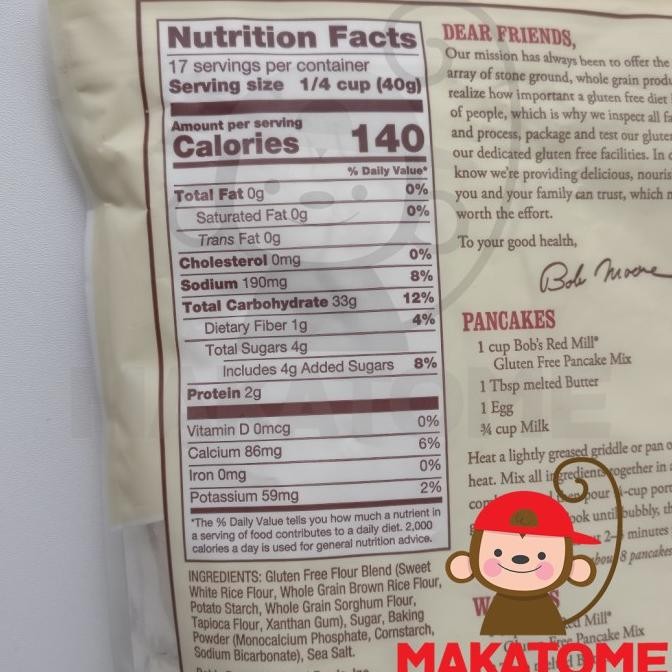 Nutrition Facts
17 servings per container
Serving size 1/4 cup (40g)
Amount per serving
Calories 140
% Daily Value*
Total Fat 0g 0%
Saturated Fat 0g 0%
Trans Fat 0g
Cholesterol 0mg 0%
Sodium 190mg 8%
Total Carbohydrate 33g 12%
Dietary Fiber 1g 4%
Total Sugars 4g
Includes 4g Added Sugars 8%
Protein 2g
Vitamin D 0mcg 0%
Calcium 86mg 6%
Iron 0mg 0%
Potassium 59mg 2%
*The % Daily Value tells you how much a nutrient in
a serving of food contributes to a daily diet. 2,000
calories a day is used for general nutrition advice.
INGREDIENTS: Gluten Free Flour Blend (Sweet
White Rice Flour, Whole Grain Brown Rice Flour,
Potato Starch, Whole Grain Sorghum Flour,
Tapioca Flour, Xanthan Gum), Sugar, Baking
Powder (Monocalcium Phosphate, Cornstarch,
Sodium Bicarbonate), Sea Salt.
DEAR FRIENDS,
Our mission has always been to offer the
array of stone ground, whole grain
realize how important a gluten free diet
of people, which is why we inspect all
and process, package and test our
our dedicated gluten free facilities. In
know we're providing delicious,
you and your family can trust, which
worth the effort.
To your good health,
Bob Moore
PANCAKES
1 cup Bob's Red Mill®
Gluten Free Pancake Mix
1 Tbsp melted Butter
1 Egg
¾ cup Milk
Heat a lightly greased griddle or pan
heat. Mix all ingredients together in
pour -cup
until bubbly,
minutes
8 pancakes
Mill®
Free Pancake Mix
MAKATOME
MAKATOME